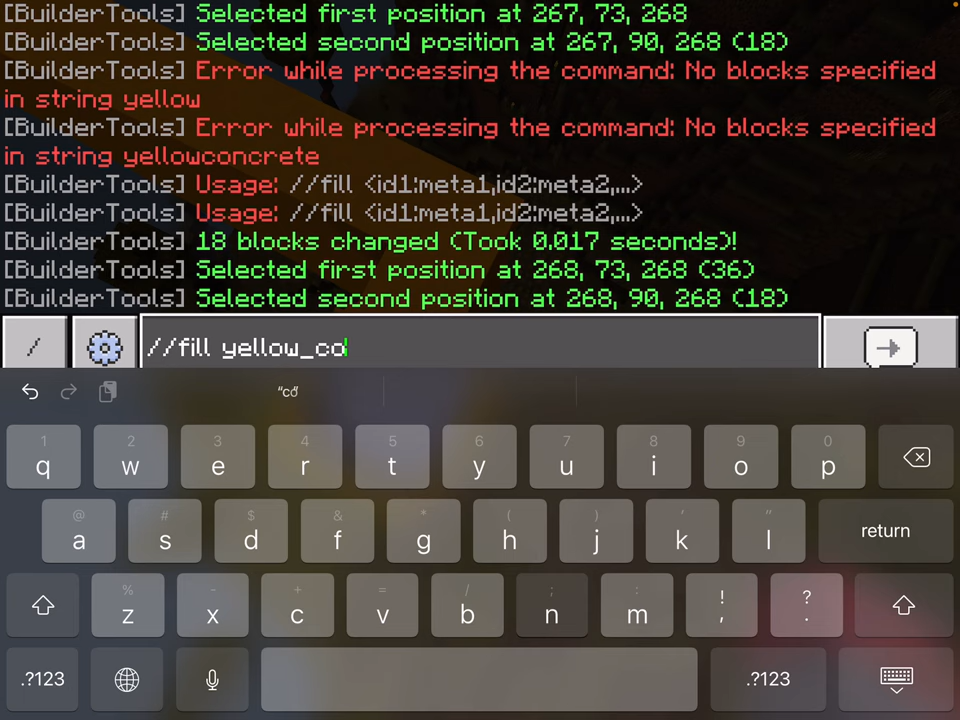 [BuilderTools] Selected first position at 267, 73, 268
[BuilderTools] Selected second position at 267, 90, 268 (18)
[BuilderTools] Error while processing the command: No blocks specified
in string yellow
[BuilderTools] Error while processing the command: No blocks specified
in string yellowconcrete
[BuilderTools] Usage: //fill <id1:meta1,id2:meta2,...>
[BuilderTools] Usage: //fill <id1:meta1,id2:meta2,...>
[BuilderTools] 18 blocks changed (Took 0.017 seconds)!
[BuilderTools] Selected first position at 268, 73, 268 (36)
[BuilderTools] Selected second position at 268, 90, 268 (18)
/ //fill yellow_co
“co”
1 2 3 4 5 6 7 8 9 0
q w e r t y u i o p
@ # $ & * ( ) ‘ “
a s d f g h j k l return
% - + = / ; : ! ?
z x c v b n m , .
.?123 .?123